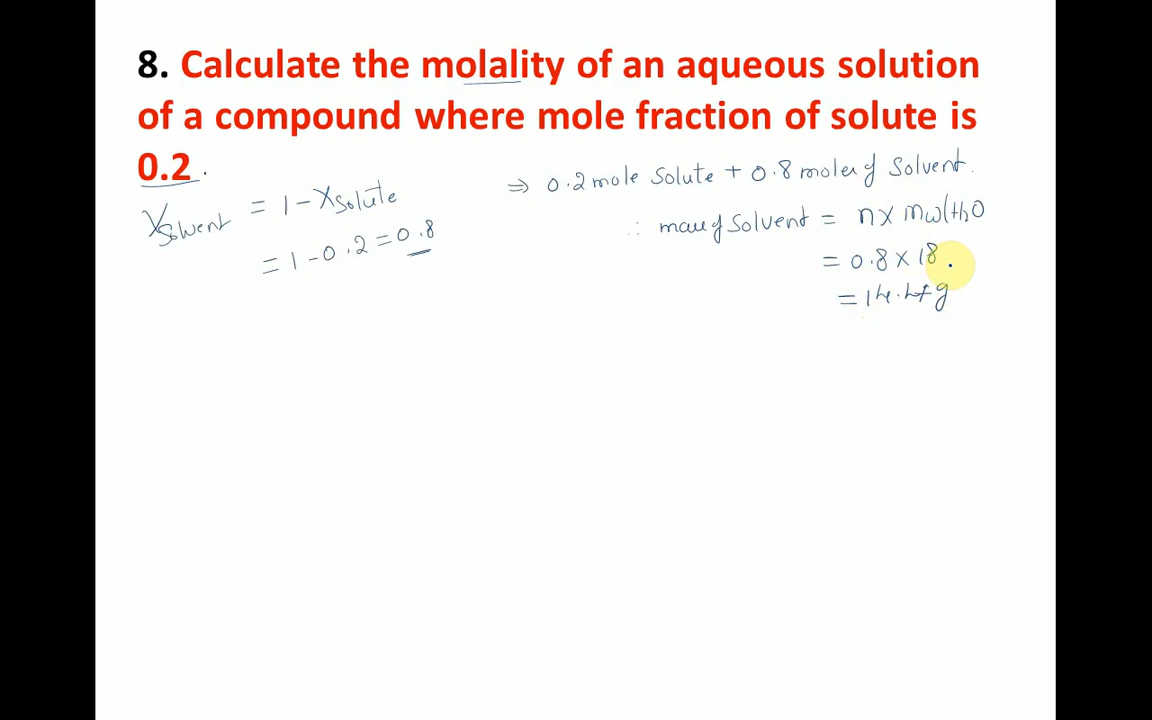 8. Calculate the molality of an aqueous solution
of a compound where mole fraction of solute is
0.2 .
Xsolvent = 1 - Xsolute
= 1 - 0.2 = 0.8
⇒ 0.2 mole solute + 0.8 moles of solvent.
∴ mass of solvent = n x mw(H2O
= 0.8 x 18
= 14.4 g